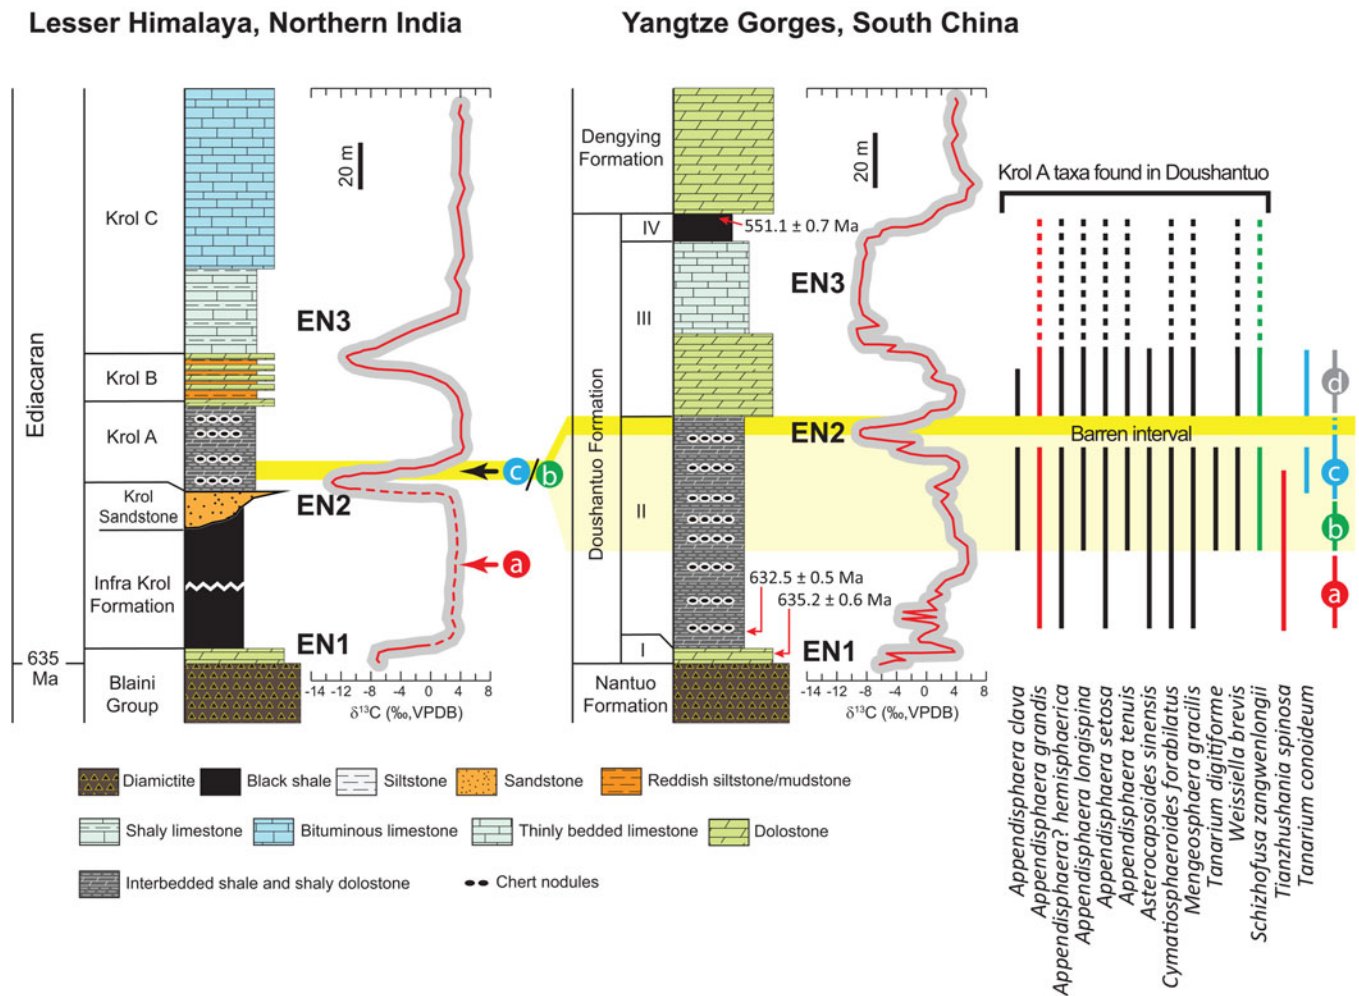 Lesser Himalaya, Northern India
Yangtze Gorges, South China
Ediacaran
635
Ma
Krol C
Krol B
Krol A
Krol
Sandstone
Infra Krol
Formation
Blaini
Group
20 m
EN3
EN2
EN1
c/b
a
-14 -12 -8 -4 0 4 8
δ¹³C (‰,VPDB)
Dengying
Formation
Doushantuo Formation
IV
III
II
I
Nantuo
Formation
551.1 ± 0.7 Ma
632.5 ± 0.5 Ma
635.2 ± 0.6 Ma
20 m
EN3
EN2
EN1
-14 -12 -8 -4 0 4 8
δ¹³C (‰,VPDB)
Krol A taxa found in Doushantuo
Barren interval
d
c
b
a
Appendisphaera clava
Appendisphaera grandis
Appendisphaera? hemisphaerica
Appendisphaera longispina
Appendisphaera setosa
Appendisphaera tenuis
Asterocapsoides sinensis
Cymatiosphaeroides forabilatus
Mengeosphaera gracilis
Tanarium digitiforme
Weissiella brevis
Schizhofusa zangwenlongii
Tianzhushania spinosa
Tanarium conoideum
Diamictite
Black shale
Siltstone
Sandstone
Reddish siltstone/mudstone
Shaly limestone
Bituminous limestone
Thinly bedded limestone
Dolostone
Interbedded shale and shaly dolostone
Chert nodules